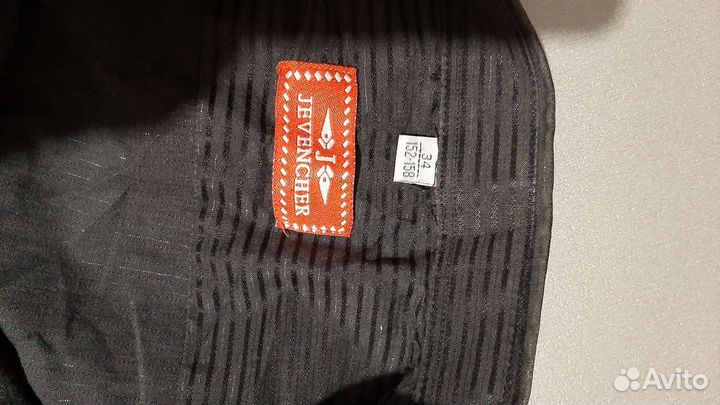 J
JEVENCHER
34
152-158
Avito